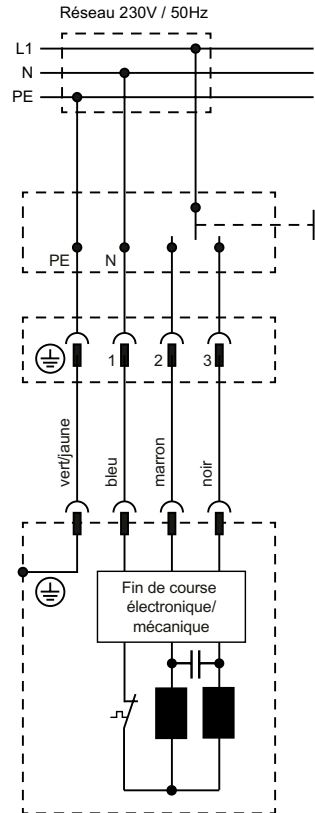 Réseau 230V / 50Hz
L1
N
PE
PE
N
1
2
3
vert/jaune
bleu
marron
noir
Fin de course
électronique/
mécanique